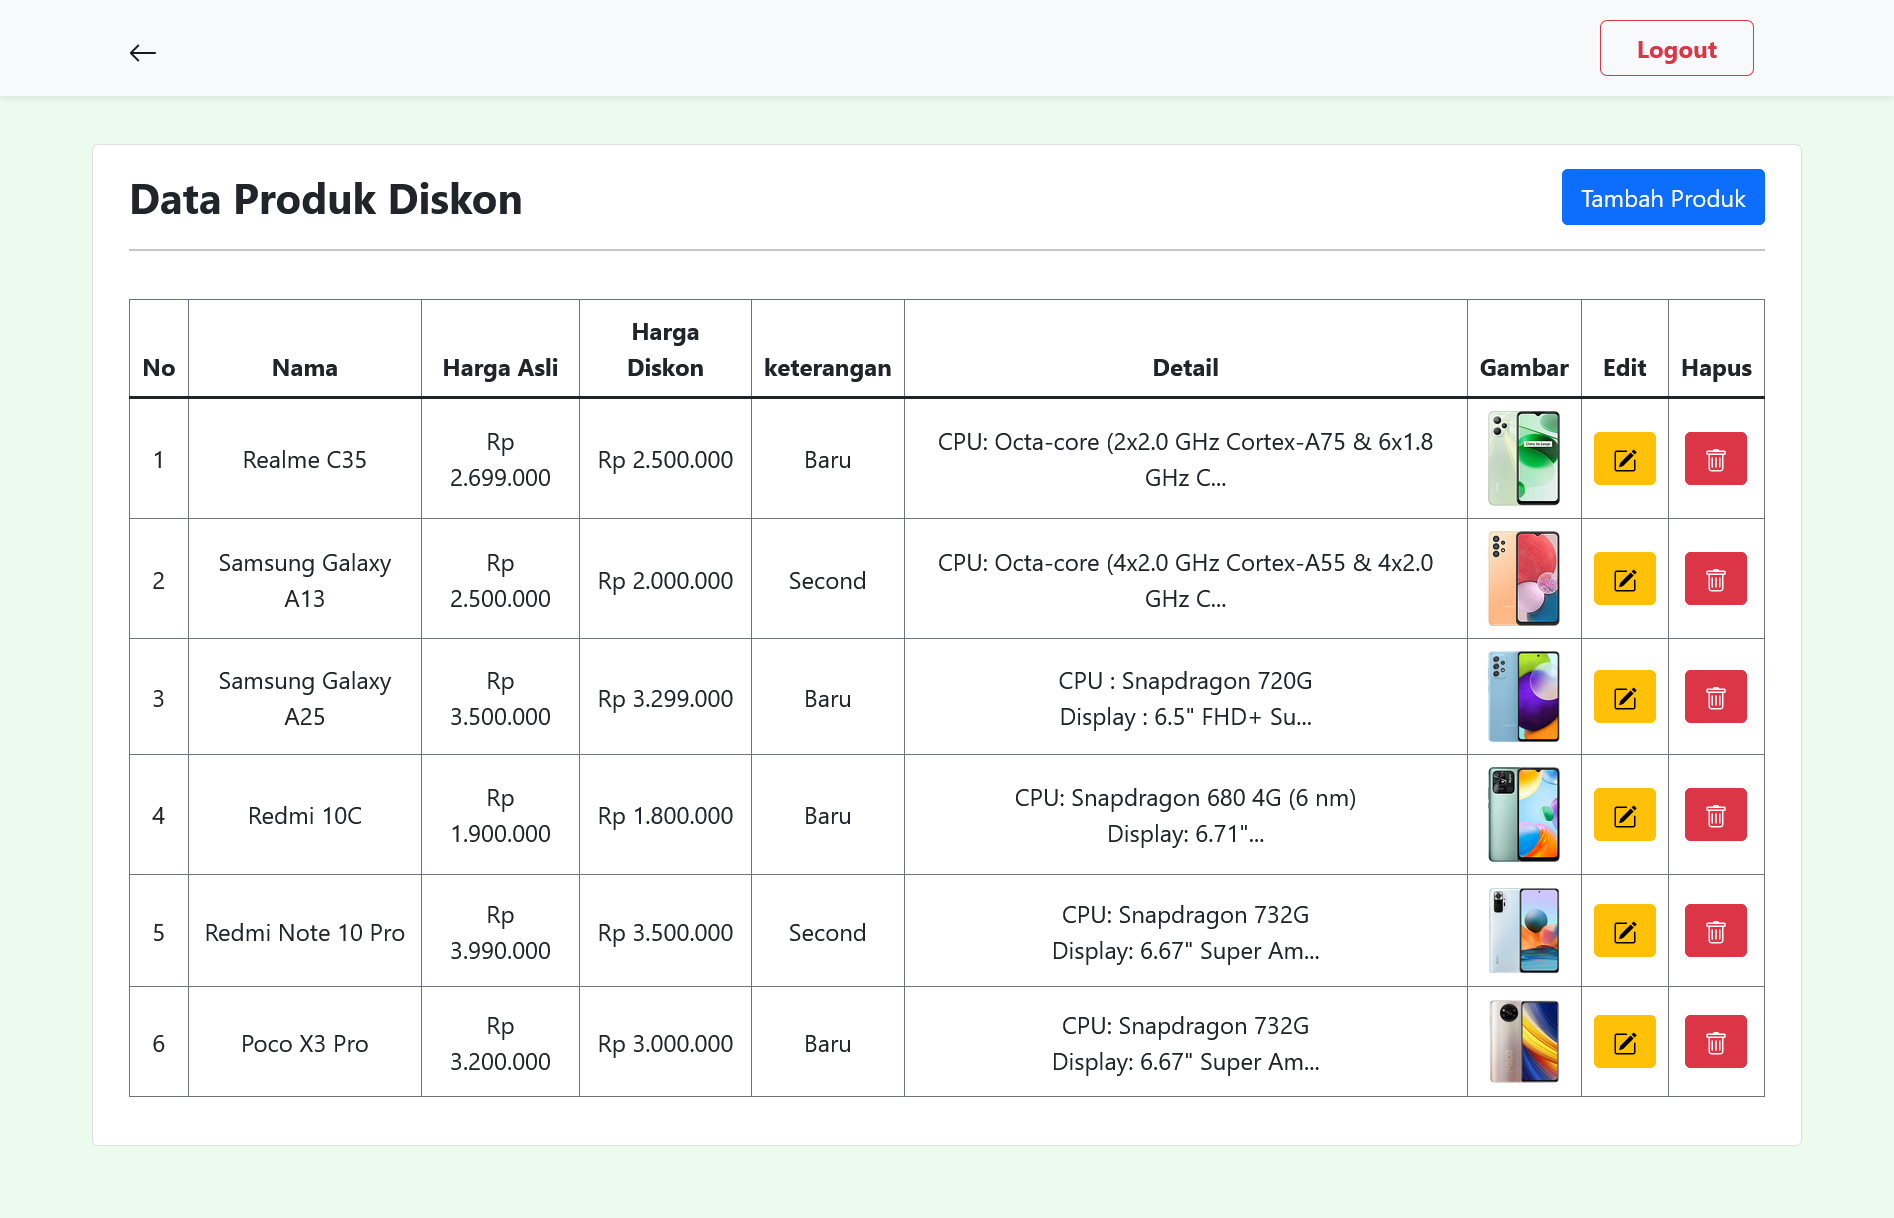 Logout
Data Produk Diskon
Tambah Produk
No
Nama
Harga Asli
Harga
Diskon
keterangan
Detail
Gambar
Edit
Hapus
1
Realme C35
Rp
2.699.000
Rp 2.500.000
Baru
CPU: Octa-core (2x2.0 GHz Cortex-A75 & 6x1.8
GHz C...
2
Samsung Galaxy
A13
Rp
2.500.000
Rp 2.000.000
Second
CPU: Octa-core (4x2.0 GHz Cortex-A55 & 4x2.0
GHz C...
3
Samsung Galaxy
A25
Rp
3.500.000
Rp 3.299.000
Baru
CPU : Snapdragon 720G
Display : 6.5" FHD+ Su...
4
Redmi 10C
Rp
1.900.000
Rp 1.800.000
Baru
CPU: Snapdragon 680 4G (6 nm)
Display: 6.71"...
5
Redmi Note 10 Pro
Rp
3.990.000
Rp 3.500.000
Second
CPU: Snapdragon 732G
Display: 6.67" Super Am...
6
Poco X3 Pro
Rp
3.200.000
Rp 3.000.000
Baru
CPU: Snapdragon 732G
Display: 6.67" Super Am...